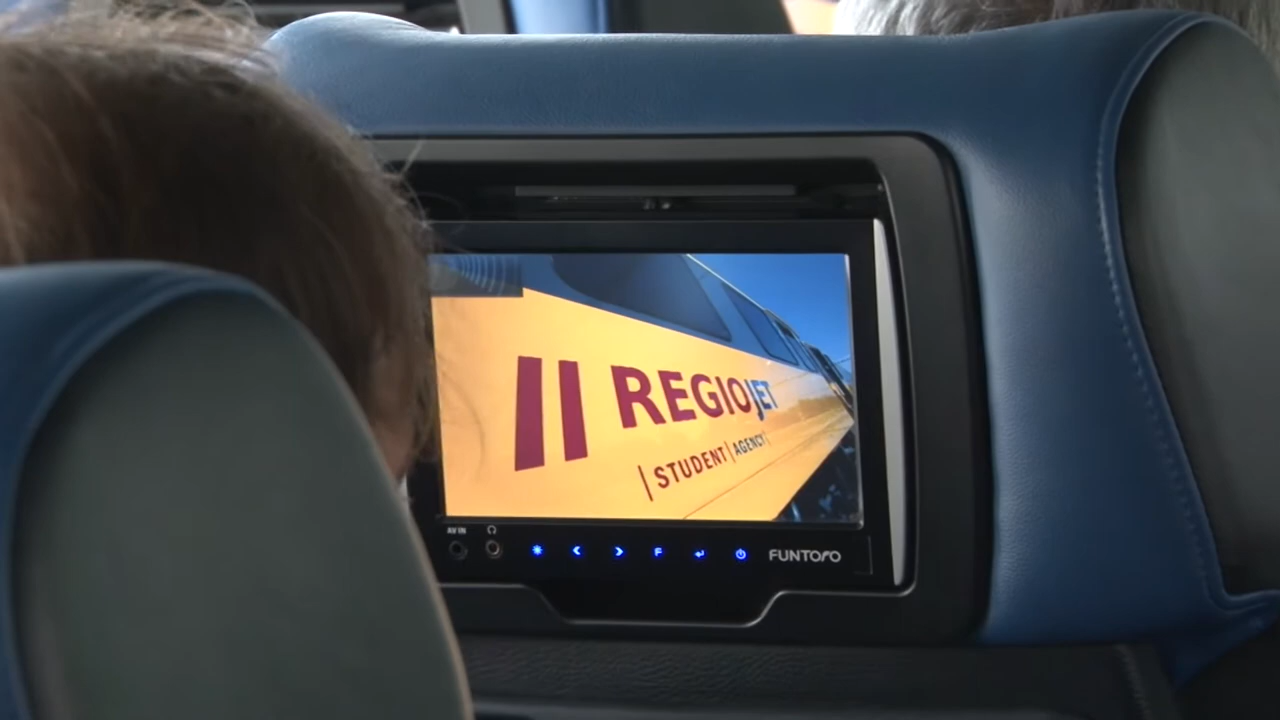 REGIOJET
| STUDENT | AGENCY |
AV IN
F
FUNTORO